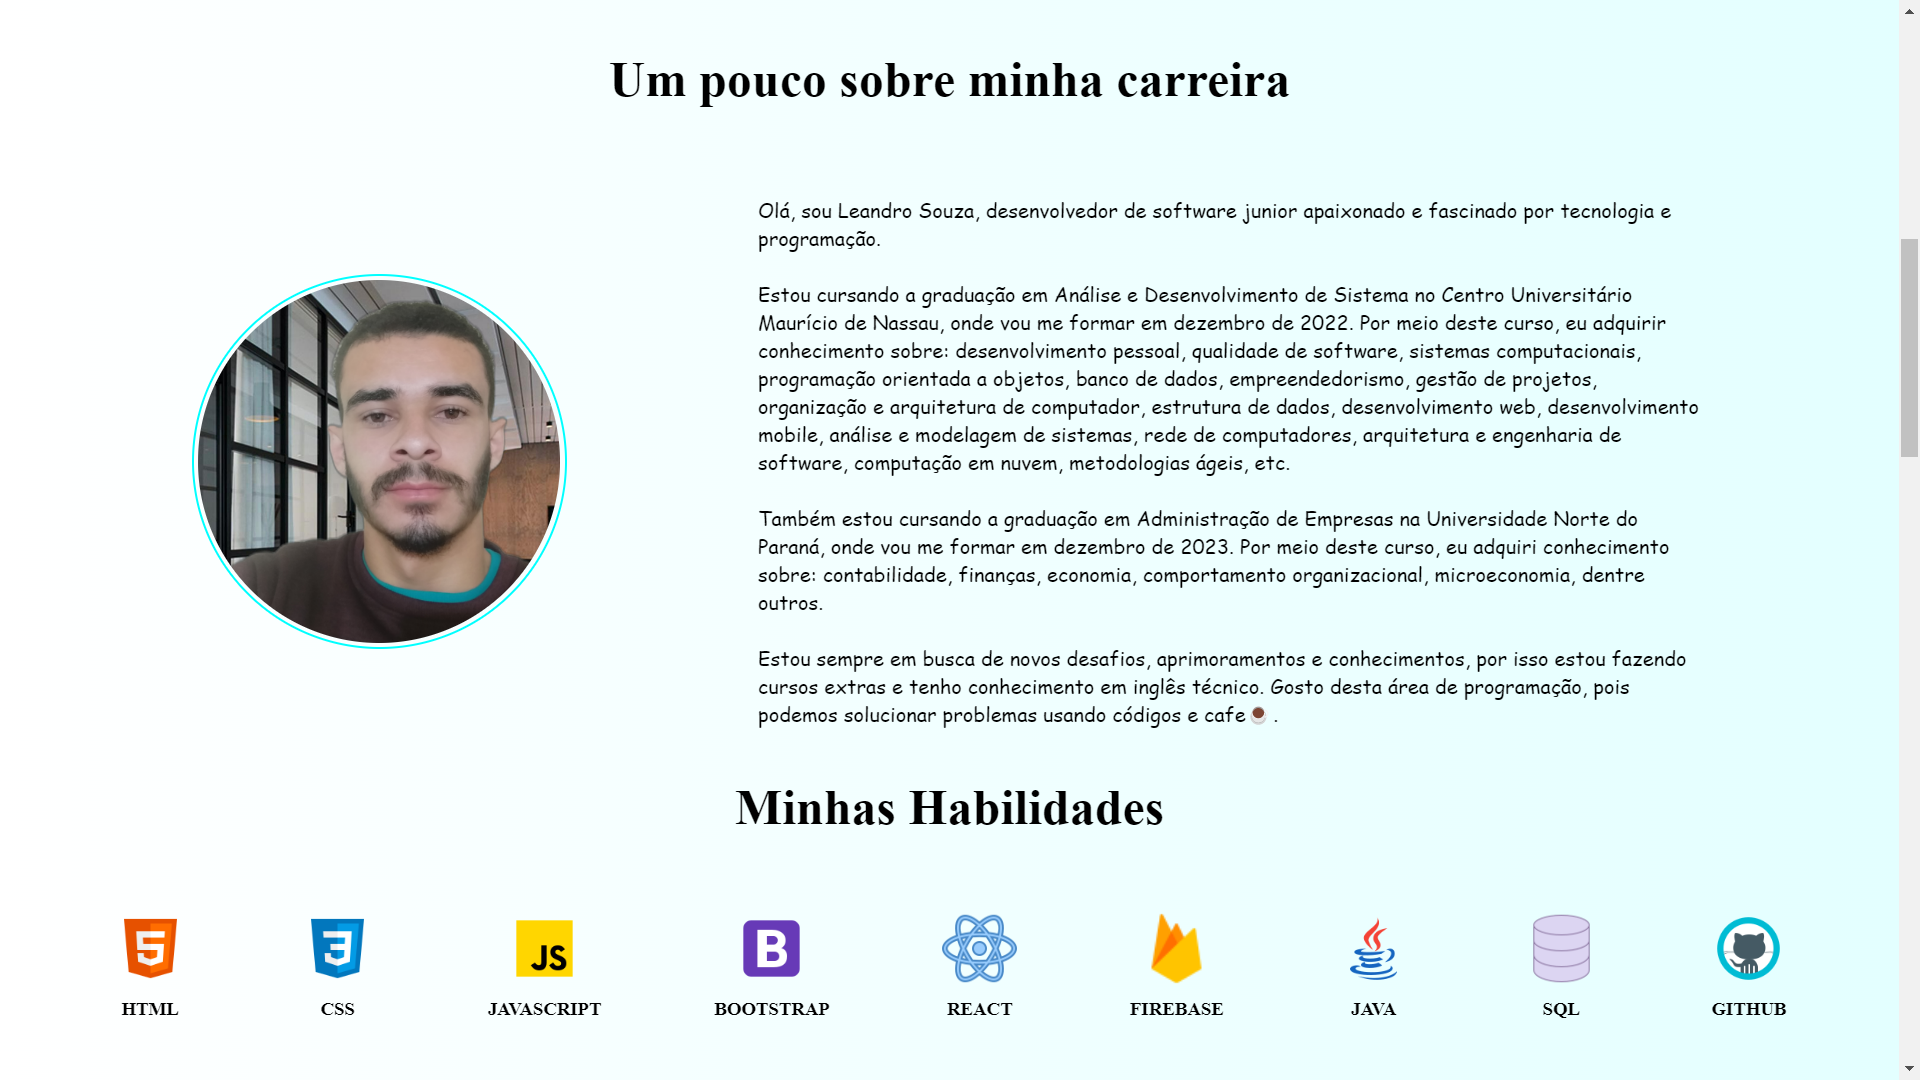 Um pouco sobre minha carreira
Olá, sou Leandro Souza, desenvolvedor de software junior apaixonado e fascinado por tecnologia e
programação.
Estou cursando a graduação em Análise e Desenvolvimento de Sistema no Centro Universitário
Maurício de Nassau, onde vou me formar em dezembro de 2022. Por meio deste curso, eu adquirir
conhecimento sobre: desenvolvimento pessoal, qualidade de software, sistemas computacionais,
programação orientada a objetos, banco de dados, empreendedorismo, gestão de projetos,
organização e arquitetura de computador, estrutura de dados, desenvolvimento web, desenvolvimento
mobile, análise e modelagem de sistemas, rede de computadores, arquitetura e engenharia de
software, computação em nuvem, metodologias ágeis, etc.
Também estou cursando a graduação em Administração de Empresas na Universidade Norte do
Paraná, onde vou me formar em dezembro de 2023. Por meio deste curso, eu adquiri conhecimento
sobre: contabilidade, finanças, economia, comportamento organizacional, microeconomia, dentre
outros.
Estou sempre em busca de novos desafios, aprimoramentos e conhecimentos, por isso estou fazendo
cursos extras e tenho conhecimento em inglês técnico. Gosto desta área de programação, pois
podemos solucionar problemas usando códigos e cafe☕ .
Minhas Habilidades
5 3 JS B
HTML CSS JAVASCRIPT BOOTSTRAP REACT FIREBASE JAVA SQL GITHUB